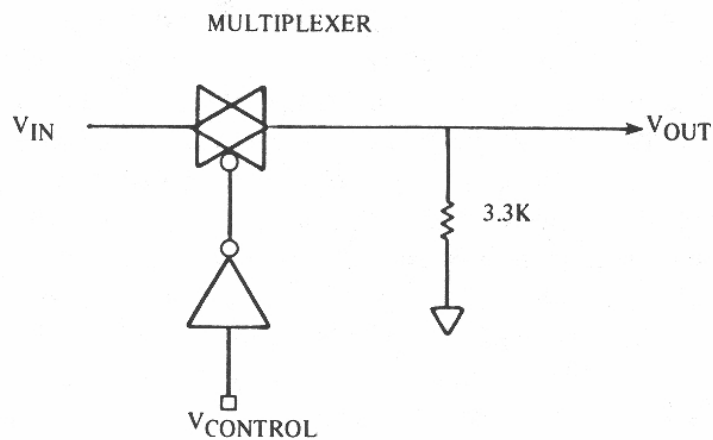 MULTIPLEXER
VIN
VOUT
3.3K
VCONTROL